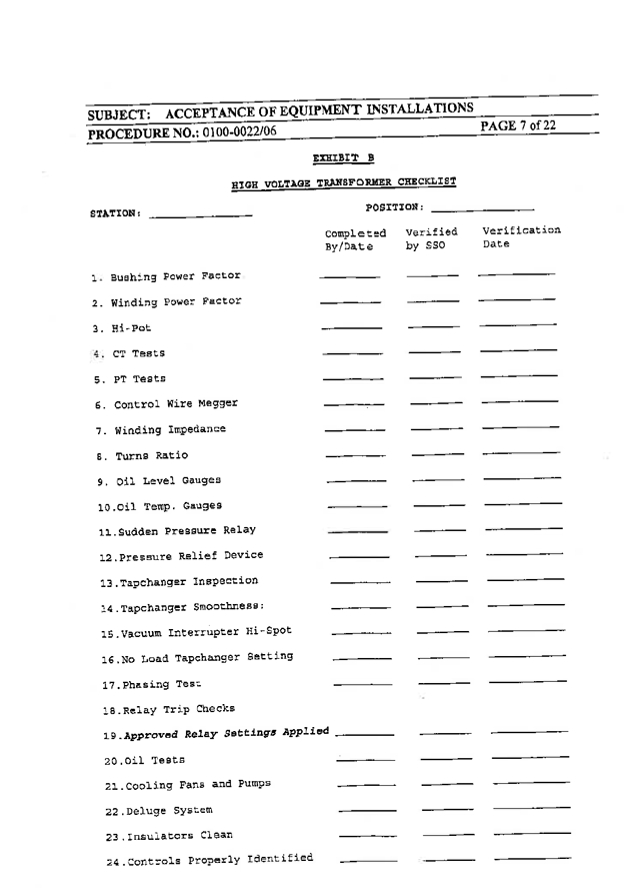 SUBJECT: ACCEPTANCE OF EQUIPMENT INSTALLATIONS
PROCEDURE NO.: 0100-0022/06 PAGE 7 of 22
EXHIBIT B
HIGH VOLTAGE TRANSFORMER CHECKLIST
STATION: POSITION:
Completed By/Date Verified by SSO Verification Date
1. Bushing Power Factor
2. Winding Power Factor
3. Hi-Pot
4. CT Tests
5. PT Tests
6. Control Wire Megger
7. Winding Impedance
8. Turns Ratio
9. Oil Level Gauges
10.Oil Temp. Gauges
11.Sudden Pressure Relay
12.Pressure Relief Device
13.Tapchanger Inspection
14.Tapchanger Smoothness:
15.Vacuum Interrupter Hi-Spot
16.No Load Tapchanger Setting
17.Phasing Test
18.Relay Trip Checks
19.Approved Relay Settings Applied
20.Oil Tests
21.Cooling Fans and Pumps
22.Deluge System
23.Insulators Clean
24.Controls Properly Identified